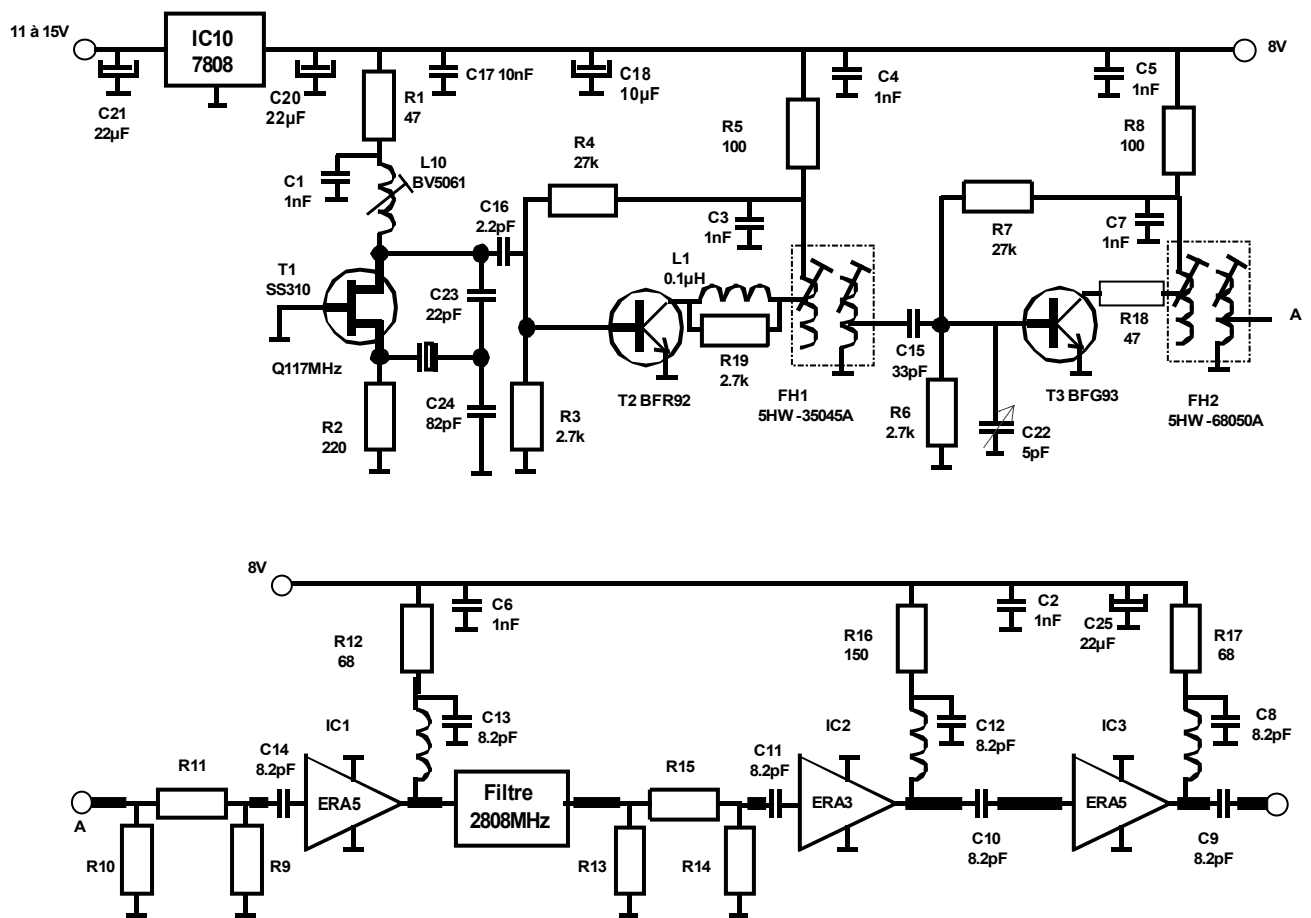 11 à 15V
IC10
7808
8V
C21
22µF
C20
22µF
R1
47
C17 10nF
C18
10µF
C4
1nF
C5
1nF
R5
100
R8
100
R4
27k
C1
1nF
L10
BV5061
C16
2.2pF
C3
1nF
R7
27k
C7
1nF
T1
SS310
C23
22pF
L1
0.1µH
R18
47
A
Q117MHz
R19
2.7k
C15
33pF
T2 BFR92
FH1
5HW -35045A
T3 BFG93
FH2
5HW -68050A
R2
220
C24
82pF
R3
2.7k
R6
2.7k
C22
5pF
8V
C6
1nF
C2
1nF
C25
22µF
R12
68
R16
150
R17
68
IC1
C13
8.2pF
IC2
C12
8.2pF
IC3
C8
8.2pF
R11
C14
8.2pF
R15
C11
8.2pF
ERA5
Filtre
2808MHz
ERA3
ERA5
A
C10
8.2pF
C9
8.2pF
R10
R9
R13
R14